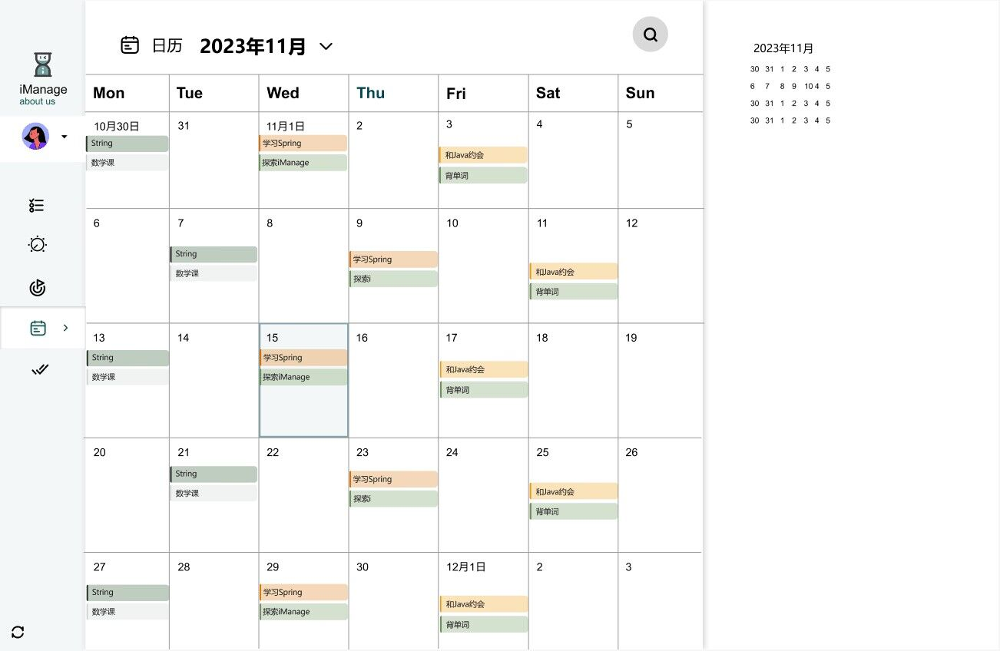 日历 2023年11月
iManage
about us
Mon Tue Wed Thu Fri Sat Sun
10月30日 31 11月1日 2 3 4 5
String 学习Spring 和Java约会
数学课 探索iManage 背单词
6 7 8 9 10 11 12
String 学习Spring 和Java约会
数学课 探索i 背单词
13 14 15 16 17 18 19
String 学习Spring 和Java约会
数学课 探索iManage 背单词
20 21 22 23 24 25 26
String 学习Spring 和Java约会
数学课 探索i 背单词
27 28 29 30 12月1日 2 3
String 学习Spring 和Java约会
数学课 探索iManage 背单词
2023年11月
30 31 1 2 3 4 5
6 7 8 9 10 4 5
30 31 1 2 3 4 5
30 31 1 2 3 4 5